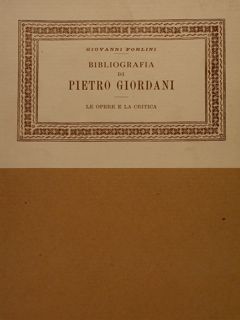 GIOVANNI FORLINI
BIBLIOGRAFIA
DI
PIETRO GIORDANI
LE OPERE E LA CRITICA